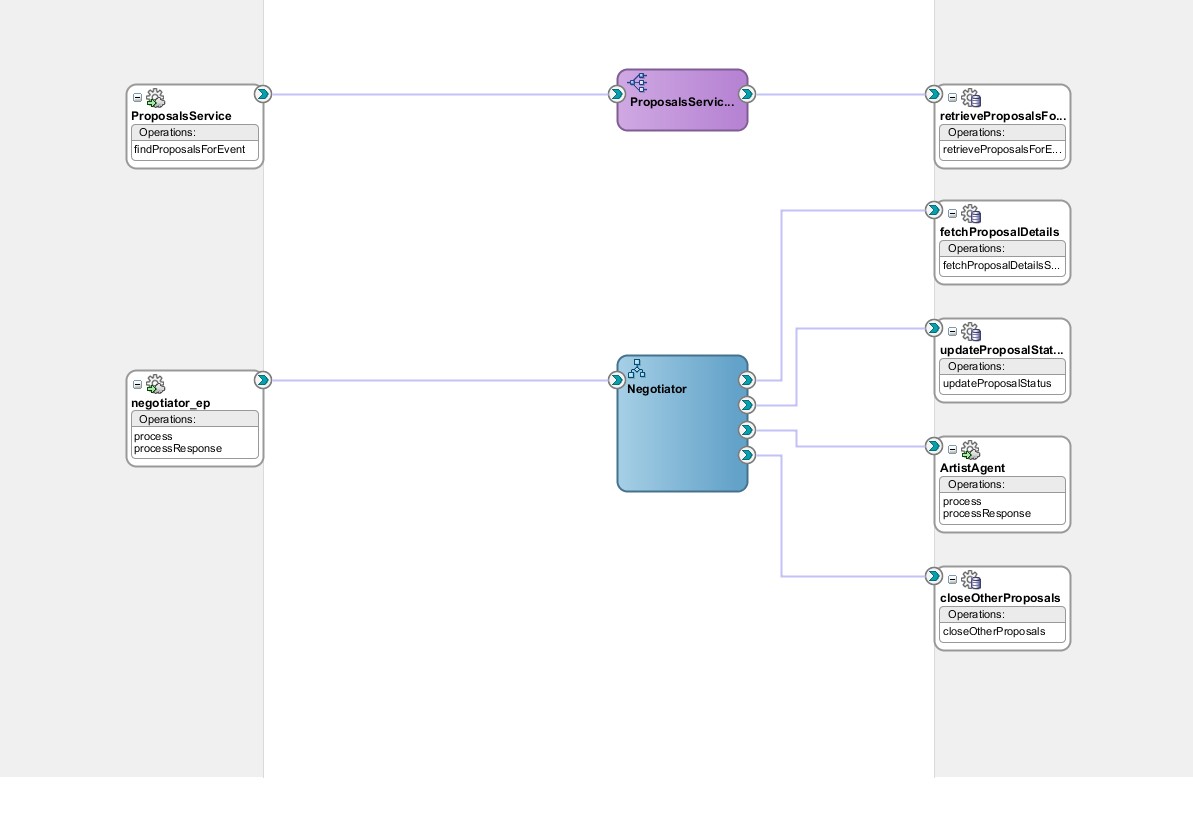 ProposalsService
Operations:
findProposalsForEvent
ProposalsServic...
retrieveProposalsFo...
Operations:
retrieveProposalsForE...
fetchProposalDetails
Operations:
fetchProposalDetailsS...
updateProposalStat...
Operations:
updateProposalStatus
negotiator_ep
Operations:
process
processResponse
Negotiator
ArtistAgent
Operations:
process
processResponse
closeOtherProposals
Operations:
closeOtherProposals